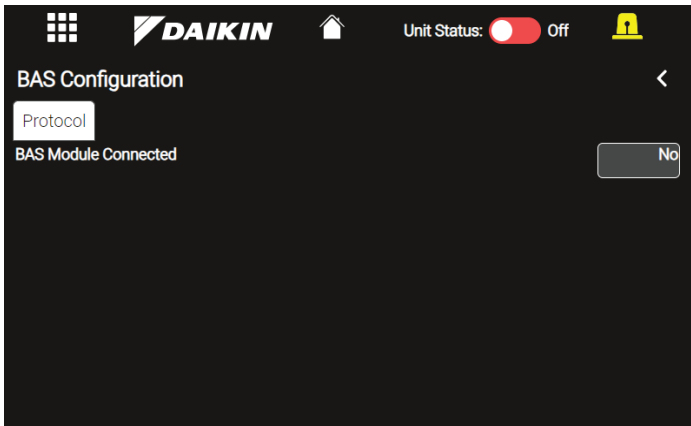 DAIKIN Unit Status: Off
BAS Configuration
Protocol
BAS Module Connected No